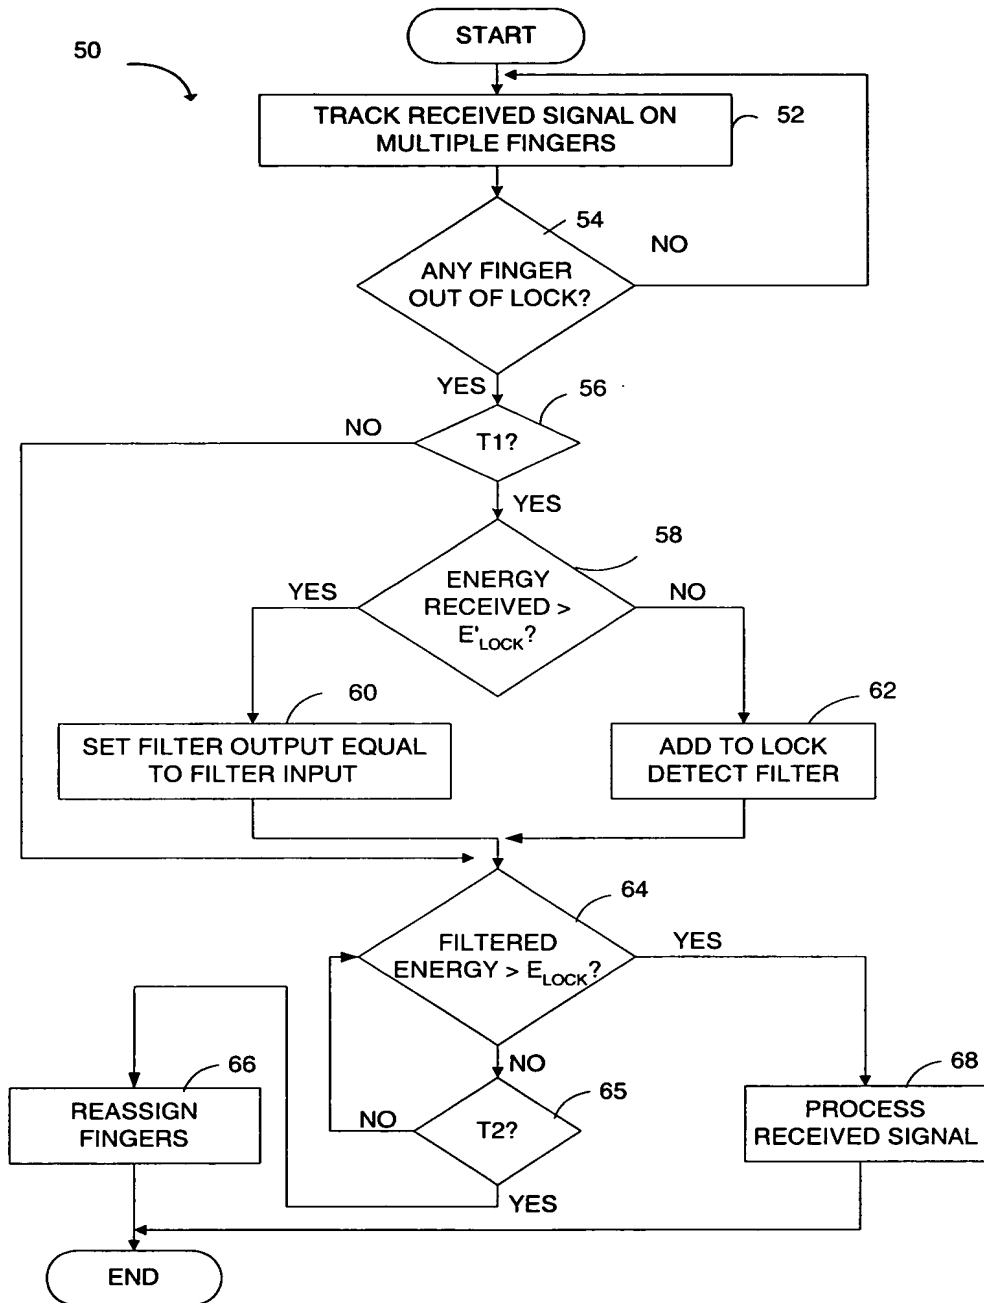 START
50
TRACK RECEIVED SIGNAL ON
MULTIPLE FINGERS
52
54
NO
ANY FINGER
OUT OF LOCK?
YES
56
NO
T1?
YES
58
YES
ENERGY
RECEIVED >
E'LOCK?
NO
60
62
SET FILTER OUTPUT EQUAL
TO FILTER INPUT
ADD TO LOCK
DETECT FILTER
64
FILTERED
ENERGY > ELOCK?
YES
NO
66
65
68
REASSIGN
FINGERS
NO
T2?
PROCESS
RECEIVED SIGNAL
YES
END